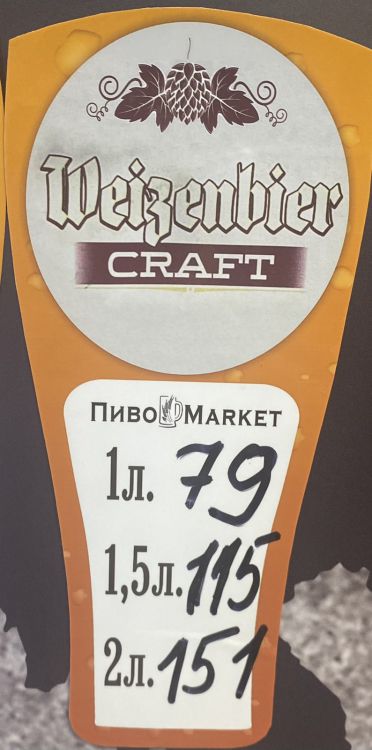 Weizenbier
CRAFT
ПИВО MARKET
1л. 79
1,5л. 115
2л. 151